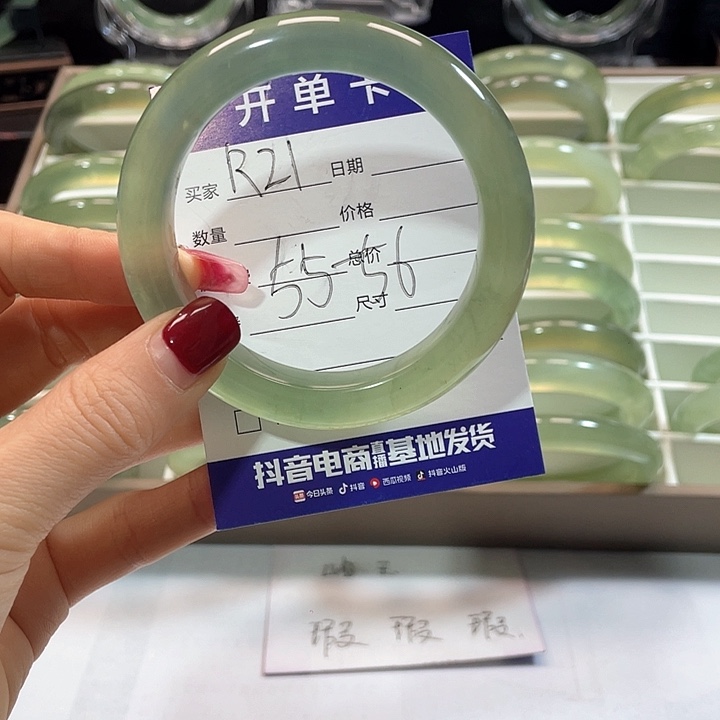 开单卡
买家 R21 日期
数量 价格
总价
55-56
尺寸
抖音电商直播基地发货
今日头条 抖音 西瓜视频 抖音火山版
瑕 瑕 瑕